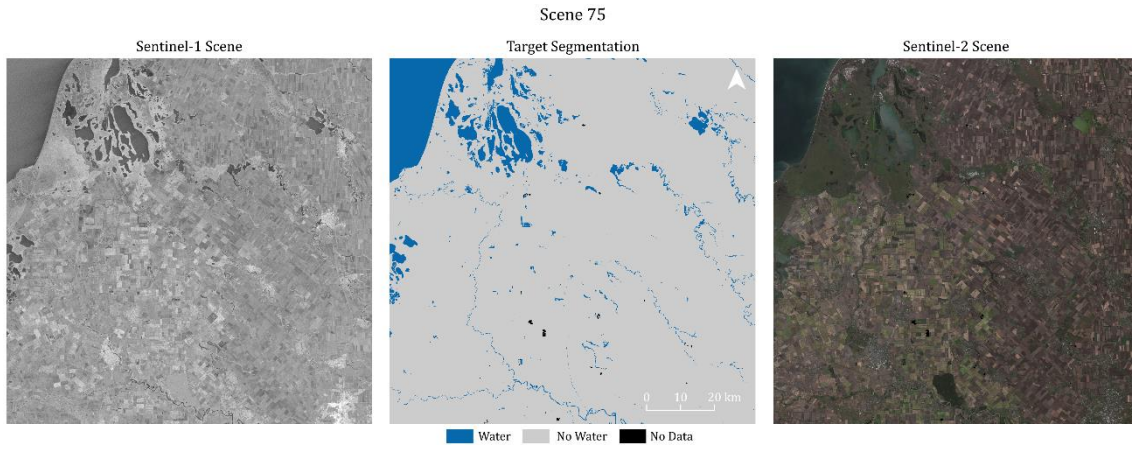 Scene 75
Sentinel-1 Scene
Target Segmentation
Sentinel-2 Scene
0 10 20 km
Water
No Water
No Data